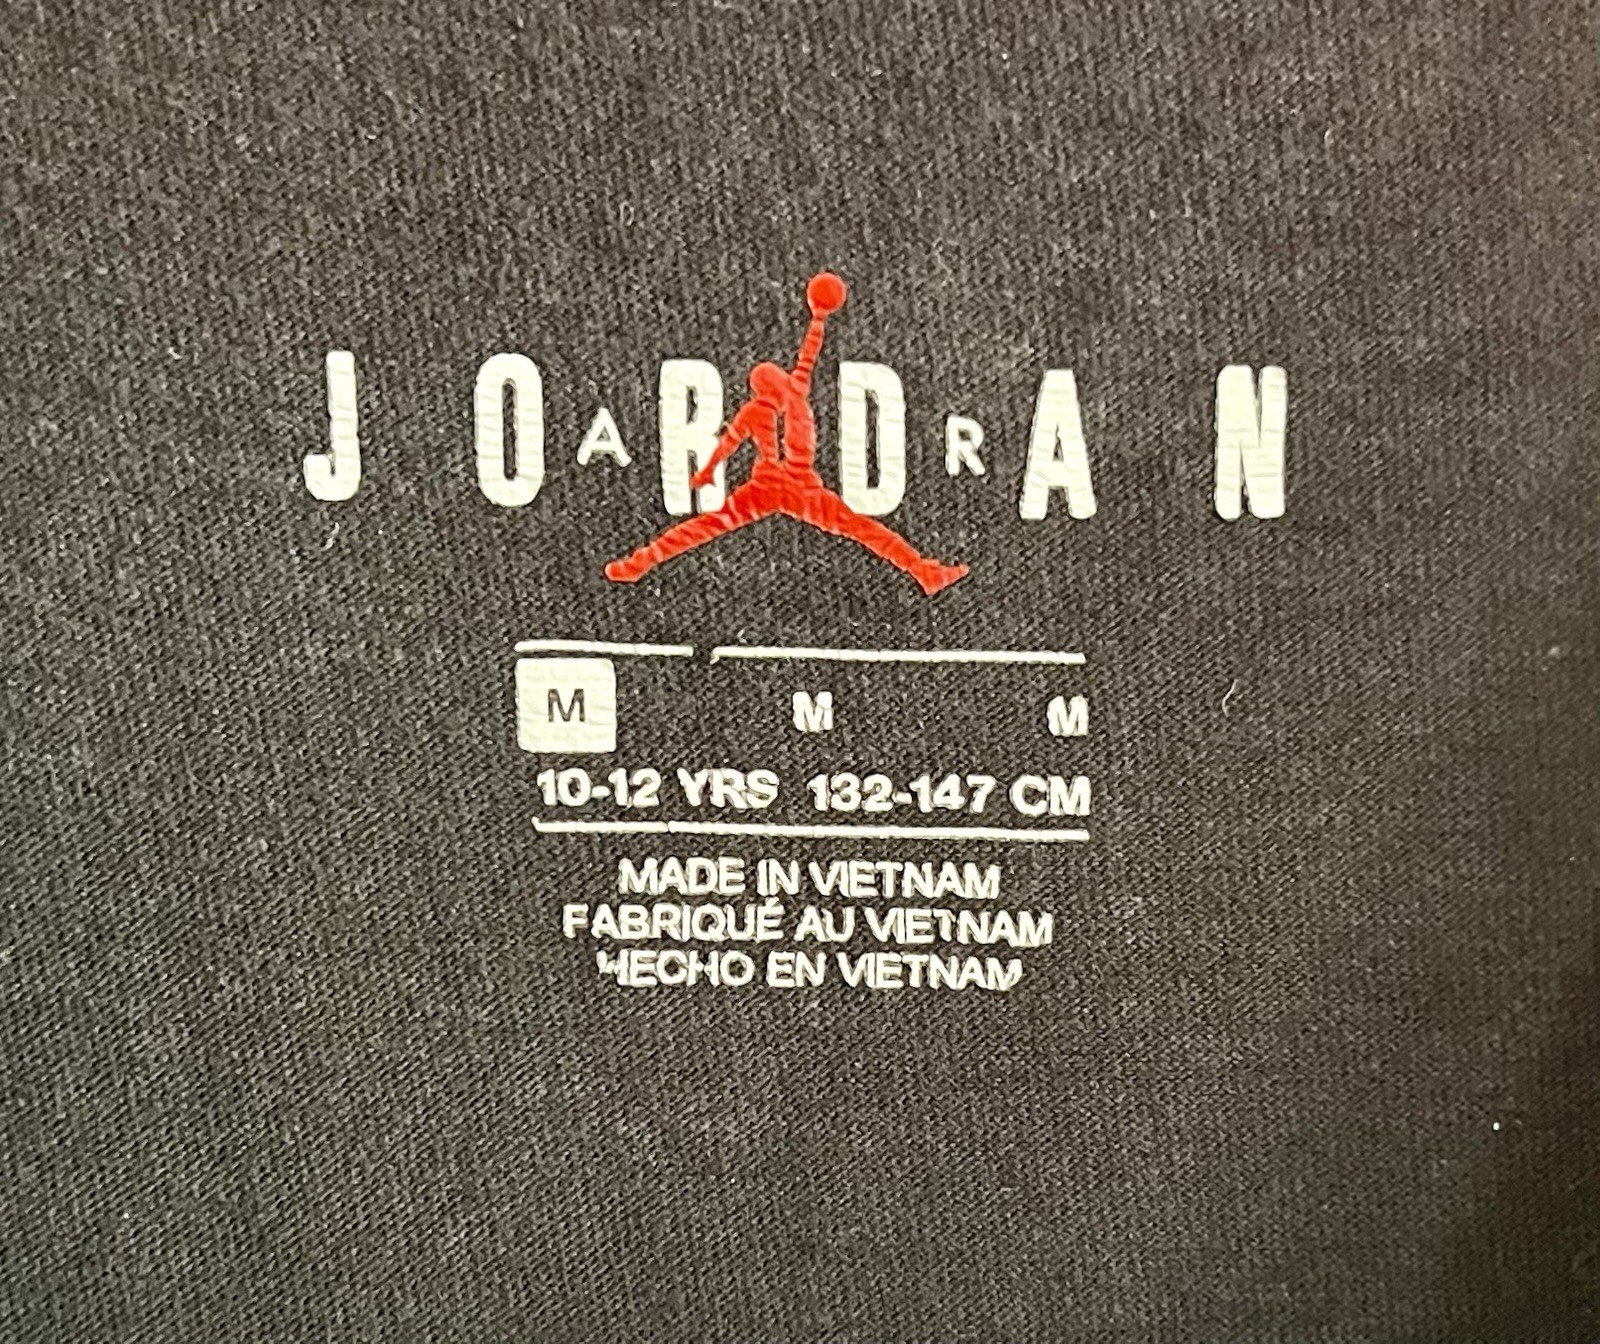 JORDAN
AIR
M M M
10-12 YRS 132-147 CM
MADE IN VIETNAM
FABRIQUÉ AU VIETNAM
HECHO EN VIETNAM